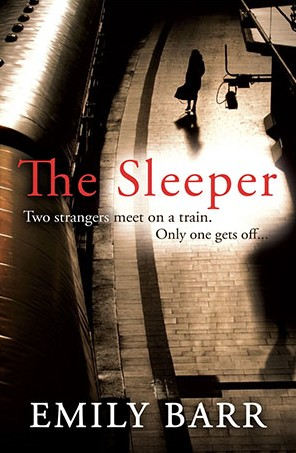 The Sleeper
Two strangers meet on a train.
Only one gets off...
EMILY BARR